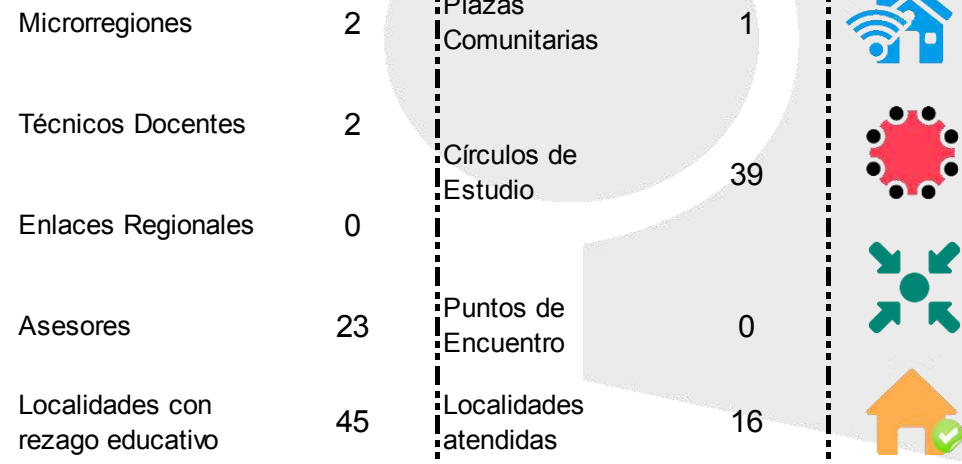 Microrregiones 2
Plazas
Comunitarias 1
Técnicos Docentes 2
Círculos de
Estudio 39
Enlaces Regionales 0
Asesores 23
Puntos de
Encuentro 0
Localidades con
rezago educativo 45
Localidades
atendidas 16